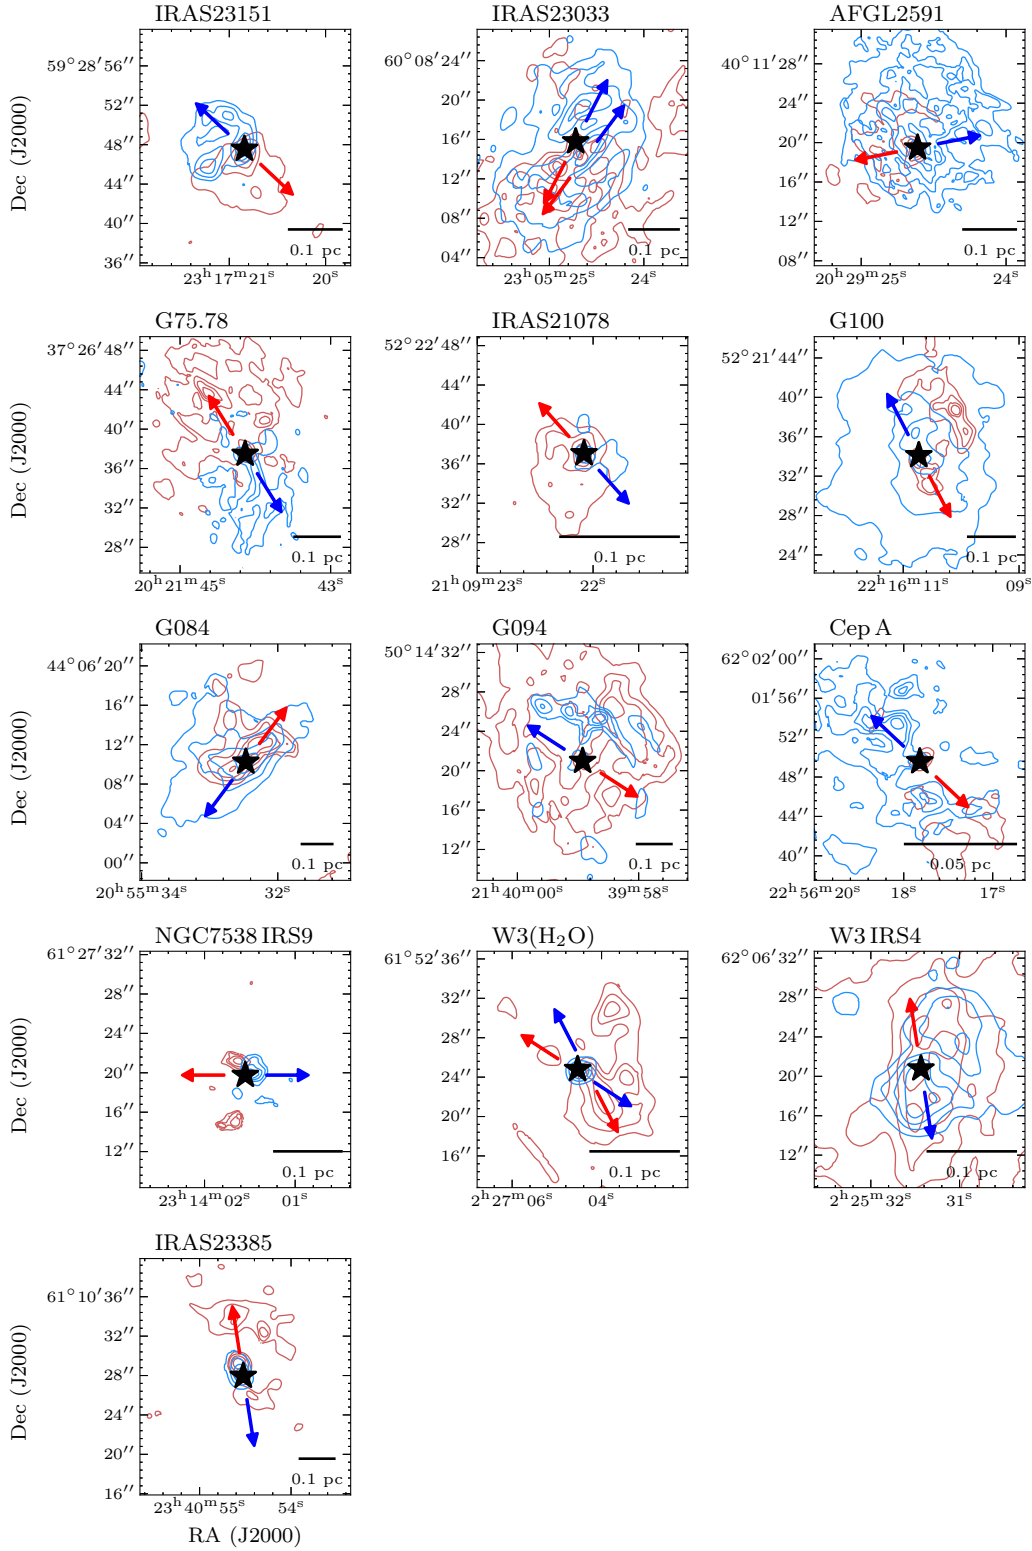 IRAS23151 IRAS23033 AFGL2591
Dec (J2000)
59°28′56″
52″
48″
44″
40″
36″
0.1 pc
23ʰ17ᵐ21ˢ 20ˢ
60°08′24″
20″
16″
12″
08″
04″
0.1 pc
23ʰ05ᵐ25ˢ 24ˢ
40°11′28″
24″
20″
16″
12″
08″
0.1 pc
20ʰ29ᵐ25ˢ 24ˢ
G75.78 IRAS21078 G100
Dec (J2000)
37°26′48″
44″
40″
36″
32″
28″
0.1 pc
20ʰ21ᵐ45ˢ 43ˢ
52°22′48″
44″
40″
36″
32″
28″
0.1 pc
21ʰ09ᵐ23ˢ 22ˢ
52°21′44″
40″
36″
32″
28″
24″
0.1 pc
22ʰ16ᵐ11ˢ 09ˢ
G084 G094 Cep A
Dec (J2000)
44°06′20″
16″
12″
08″
04″
00″
0.1 pc
20ʰ55ᵐ34ˢ 32ˢ
50°14′32″
28″
24″
20″
16″
12″
0.1 pc
21ʰ40ᵐ00ˢ 39ᵐ58ˢ
62°02′00″
01′56″
52″
48″
44″
40″
0.05 pc
22ʰ56ᵐ20ˢ 18ˢ 17ˢ
NGC7538 IRS9 W3(H₂O) W3 IRS4
Dec (J2000)
61°27′32″
28″
24″
20″
16″
12″
0.1 pc
23ʰ14ᵐ02ˢ 01ˢ
61°52′36″
32″
28″
24″
20″
16″
0.1 pc
2ʰ27ᵐ06ˢ 04ˢ
62°06′32″
28″
24″
20″
16″
12″
0.1 pc
2ʰ25ᵐ32ˢ 31ˢ
IRAS23385
Dec (J2000)
61°10′36″
32″
28″
24″
20″
16″
0.1 pc
23ʰ40ᵐ55ˢ 54ˢ
RA (J2000)